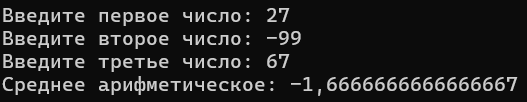 Введите первое число: 27
Введите второе число: -99
Введите третье число: 67
Среднее арифметическое: -1,6666666666666667